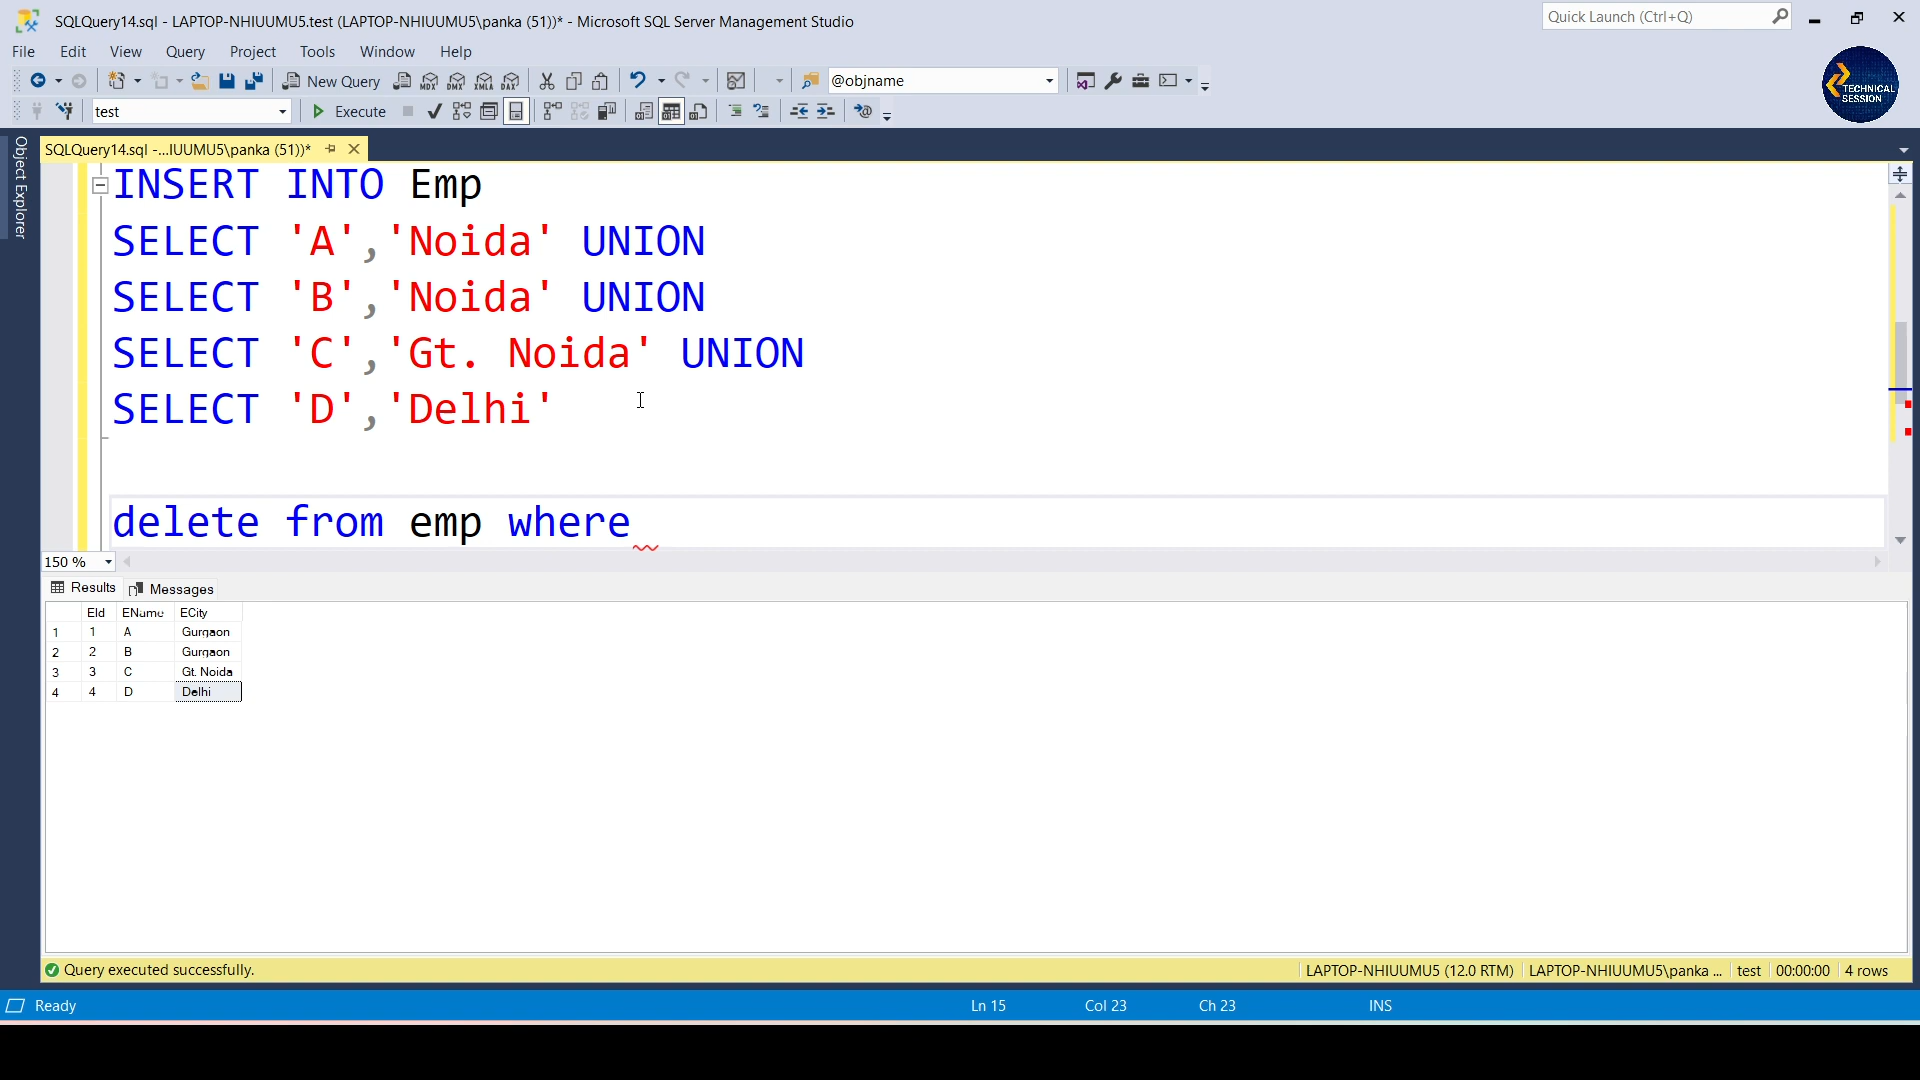 SQLQuery14.sql - LAPTOP-NHIUUMU5.test (LAPTOP-NHIUUMU5\panka (51))* - Microsoft SQL Server Management Studio
Quick Launch (Ctrl+Q)
File Edit View Query Project Tools Window Help
New Query MDX DMX XMLA DAX @objname
TECHNICAL
SESSION
test Execute
SQLQuery14.sql -...IUUMU5\panka (51))*
Object Explorer
INSERT INTO Emp
SELECT 'A','Noida' UNION
SELECT 'B','Noida' UNION
SELECT 'C','Gt. Noida' UNION
SELECT 'D','Delhi'
delete from emp where
150 %
Results Messages
EId EName ECity
1 1 A Gurgaon
2 2 B Gurgaon
3 3 C Gt. Noida
4 4 D Delhi
Query executed successfully. LAPTOP-NHIUUMU5 (12.0 RTM) LAPTOP-NHIUUMU5\panka ... test 00:00:00 4 rows
Ready Ln 15 Col 23 Ch 23 INS